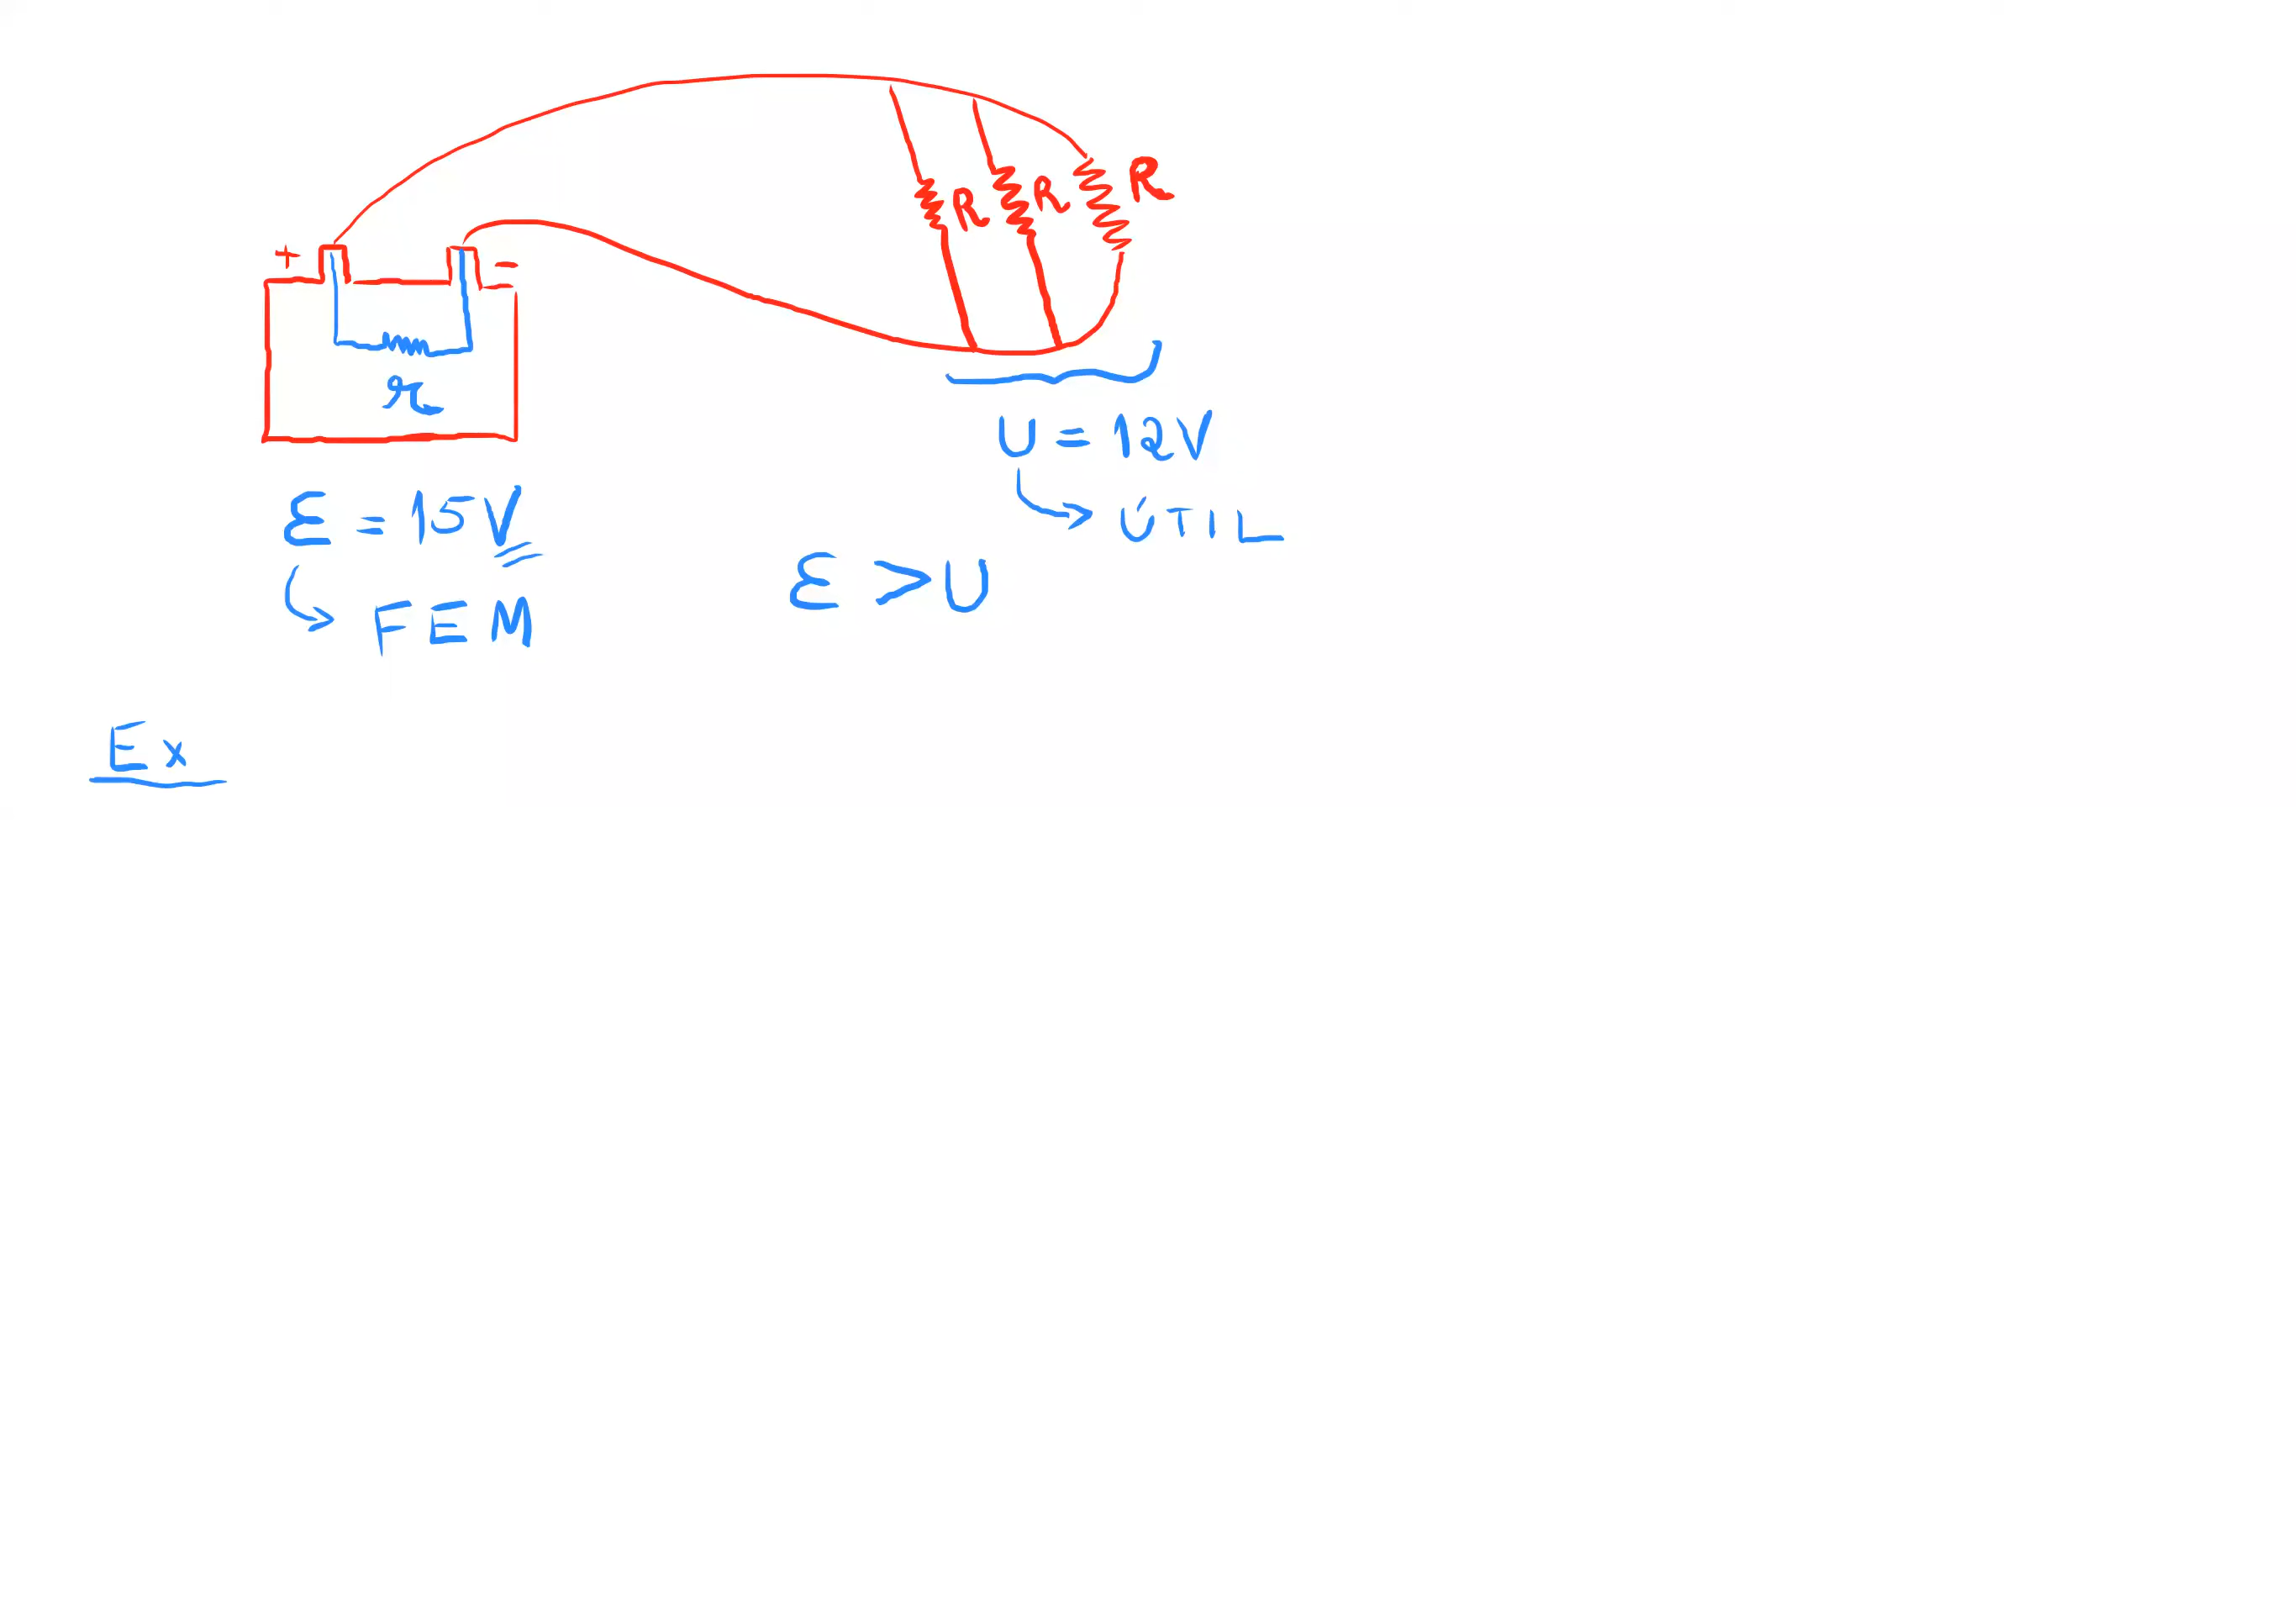 R R R
+ -
r
U = 12V
ε = 15V
ÚTIL
ε > U
FEM
Ex